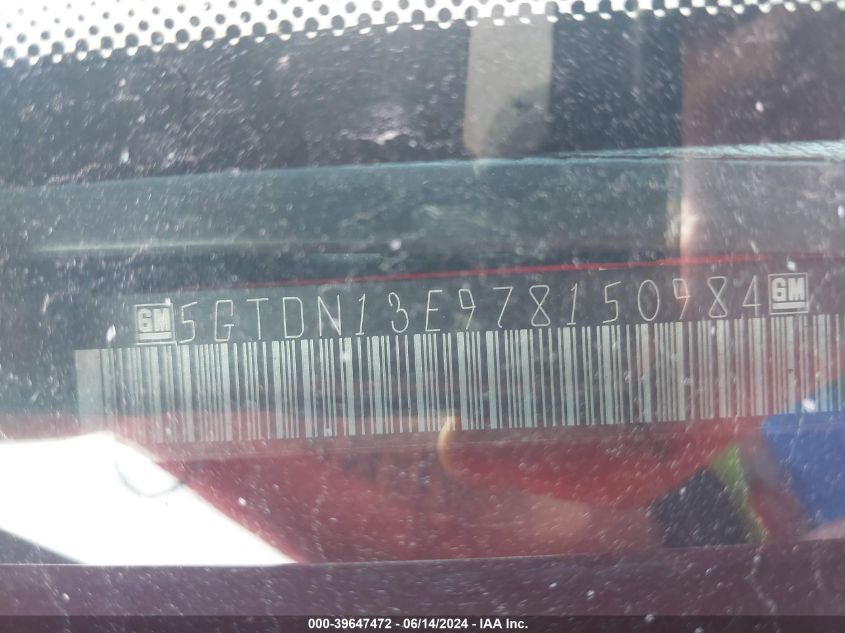 GM 5GTDN13E978150984 GM
000-39647472 - 06/14/2024 - IAA Inc.